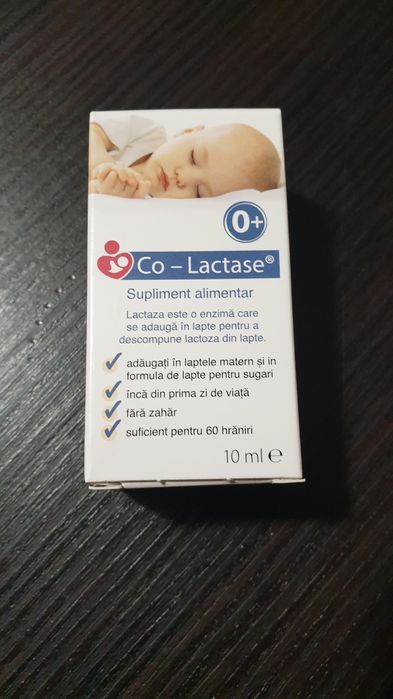 0+
Co – Lactase®
Supliment alimentar
Lactaza este o enzimă care
se adaugă în lapte pentru a
descompune lactoza din lapte.
adăugați în laptele matern și in
formula de lapte pentru sugari
încă din prima zi de viață
fără zahăr
suficient pentru 60 hrăniri
10 ml ℮